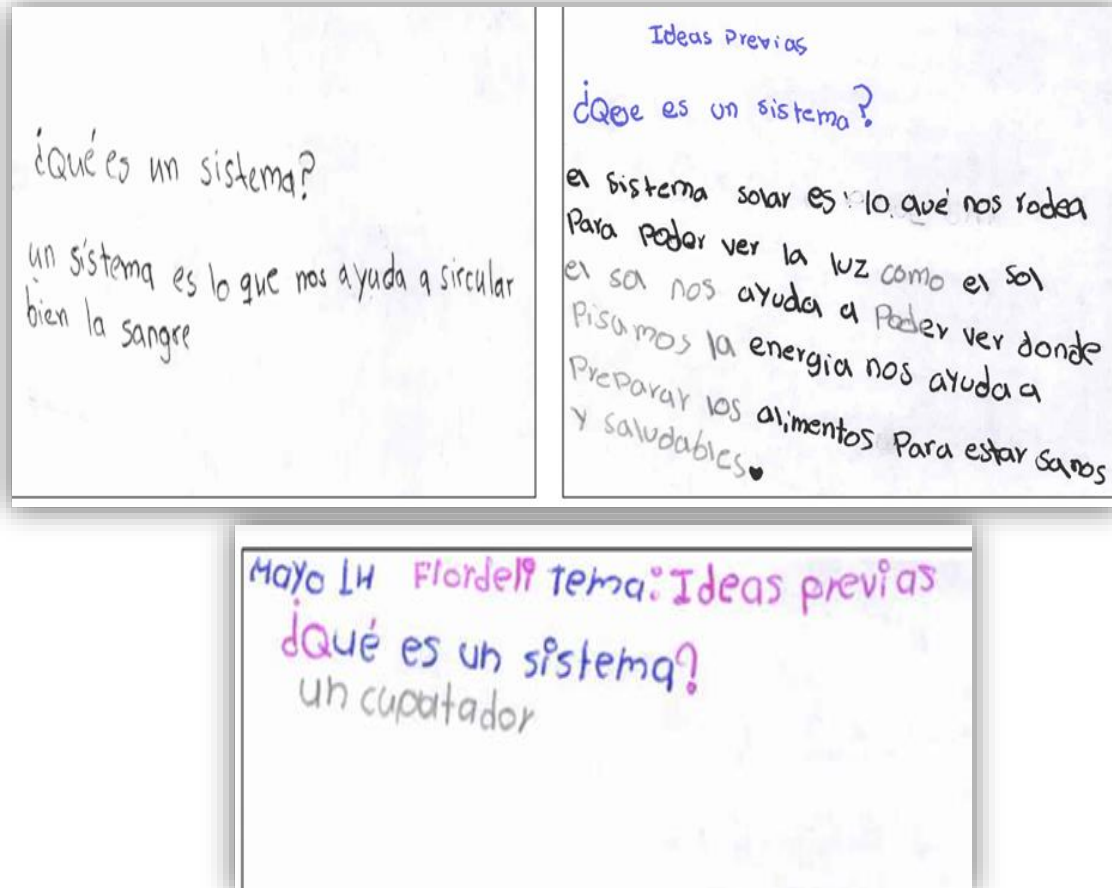 ¿Qué es un sistema?
un sistema es lo que nos ayuda a sircular
bien la sangre
Ideas Previas
¿Qeue es un sistema?
el sistema solar es: lo qué nos rodea
Para poder ver la luz como el sol
el sol nos ayuda a Poder ver donde
Pisamos la energia nos ayuda a
Preparar los alimentos Para estar sanos
y saludables.
Mayo 14 Flordeli tema: Ideas previas
¿Qué es un sistema?
un cupatador